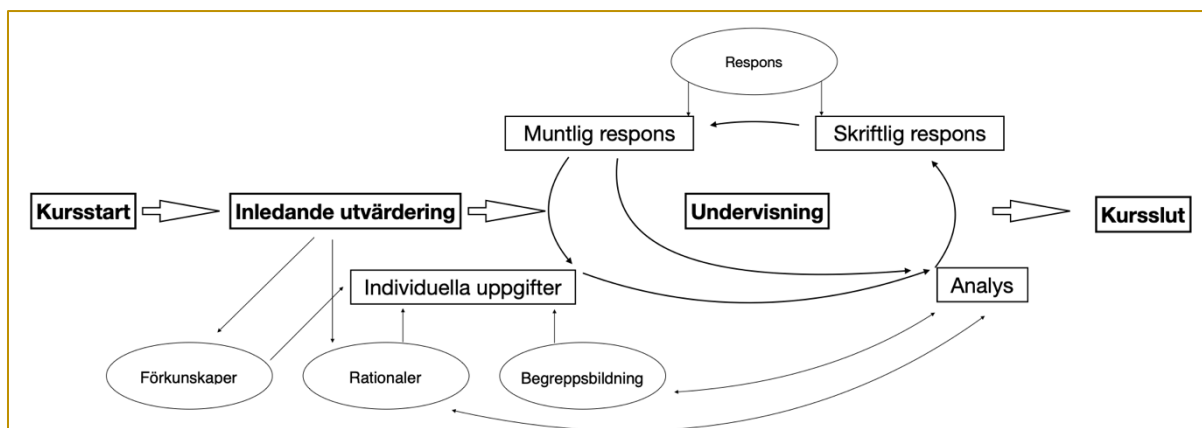 Respons
Muntlig respons
Skriftlig respons
Kursstart
Inledande utvärdering
Undervisning
Kursslut
Individuella uppgifter
Analys
Förkunskaper
Rationaler
Begreppsbildning